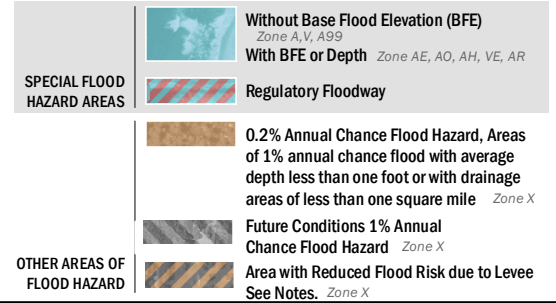 Without Base Flood Elevation (BFE)
Zone A,V, A99
With BFE or Depth Zone AE, AO, AH, VE, AR
SPECIAL FLOOD
HAZARD AREAS
Regulatory Floodway
0.2% Annual Chance Flood Hazard, Areas
of 1% annual chance flood with average
depth less than one foot or with drainage
areas of less than one square mile Zone X
Future Conditions 1% Annual
Chance Flood Hazard Zone X
OTHER AREAS OF
FLOOD HAZARD
Area with Reduced Flood Risk due to Levee
See Notes. Zone X